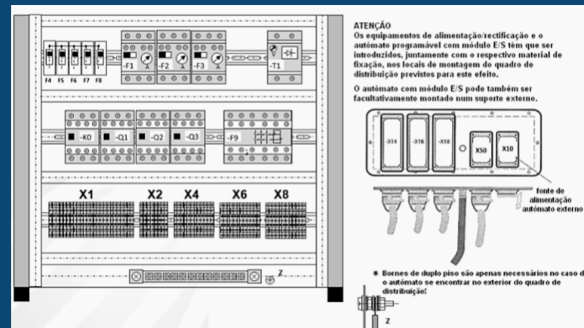 ATENÇÃO
Os equipamentos de alimentação/rectificação e o
autómato programável com módulo E/S têm que ser
introduzidos, juntamente com o respectivo material de
fixação, nos locais de montagem do quadro de
distribuição previstos para este efeito.
O autómato com módulo E/S pode também ser
facultativamente montado num suporte externo.
F4 F5 F6 F7 F8
-F1 -F3 -T1
-K0 -Q1 -Q2 -Q3 -F9
X1 X2 X4 X6 X8
Z
-X14 -X16 X50 X10
fonte de
alimentação
autómato externo
* Bornes de duplo piso são apenas necessários no caso d
o autómato se encontrar no exterior do quadro de
distribuição!
Z